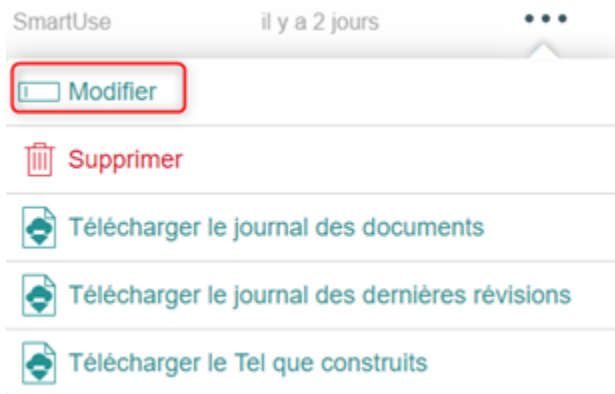 SmartUse il y a 2 jours
Modifier
Supprimer
Télécharger le journal des documents
Télécharger le journal des dernières révisions
Télécharger le Tel que construits